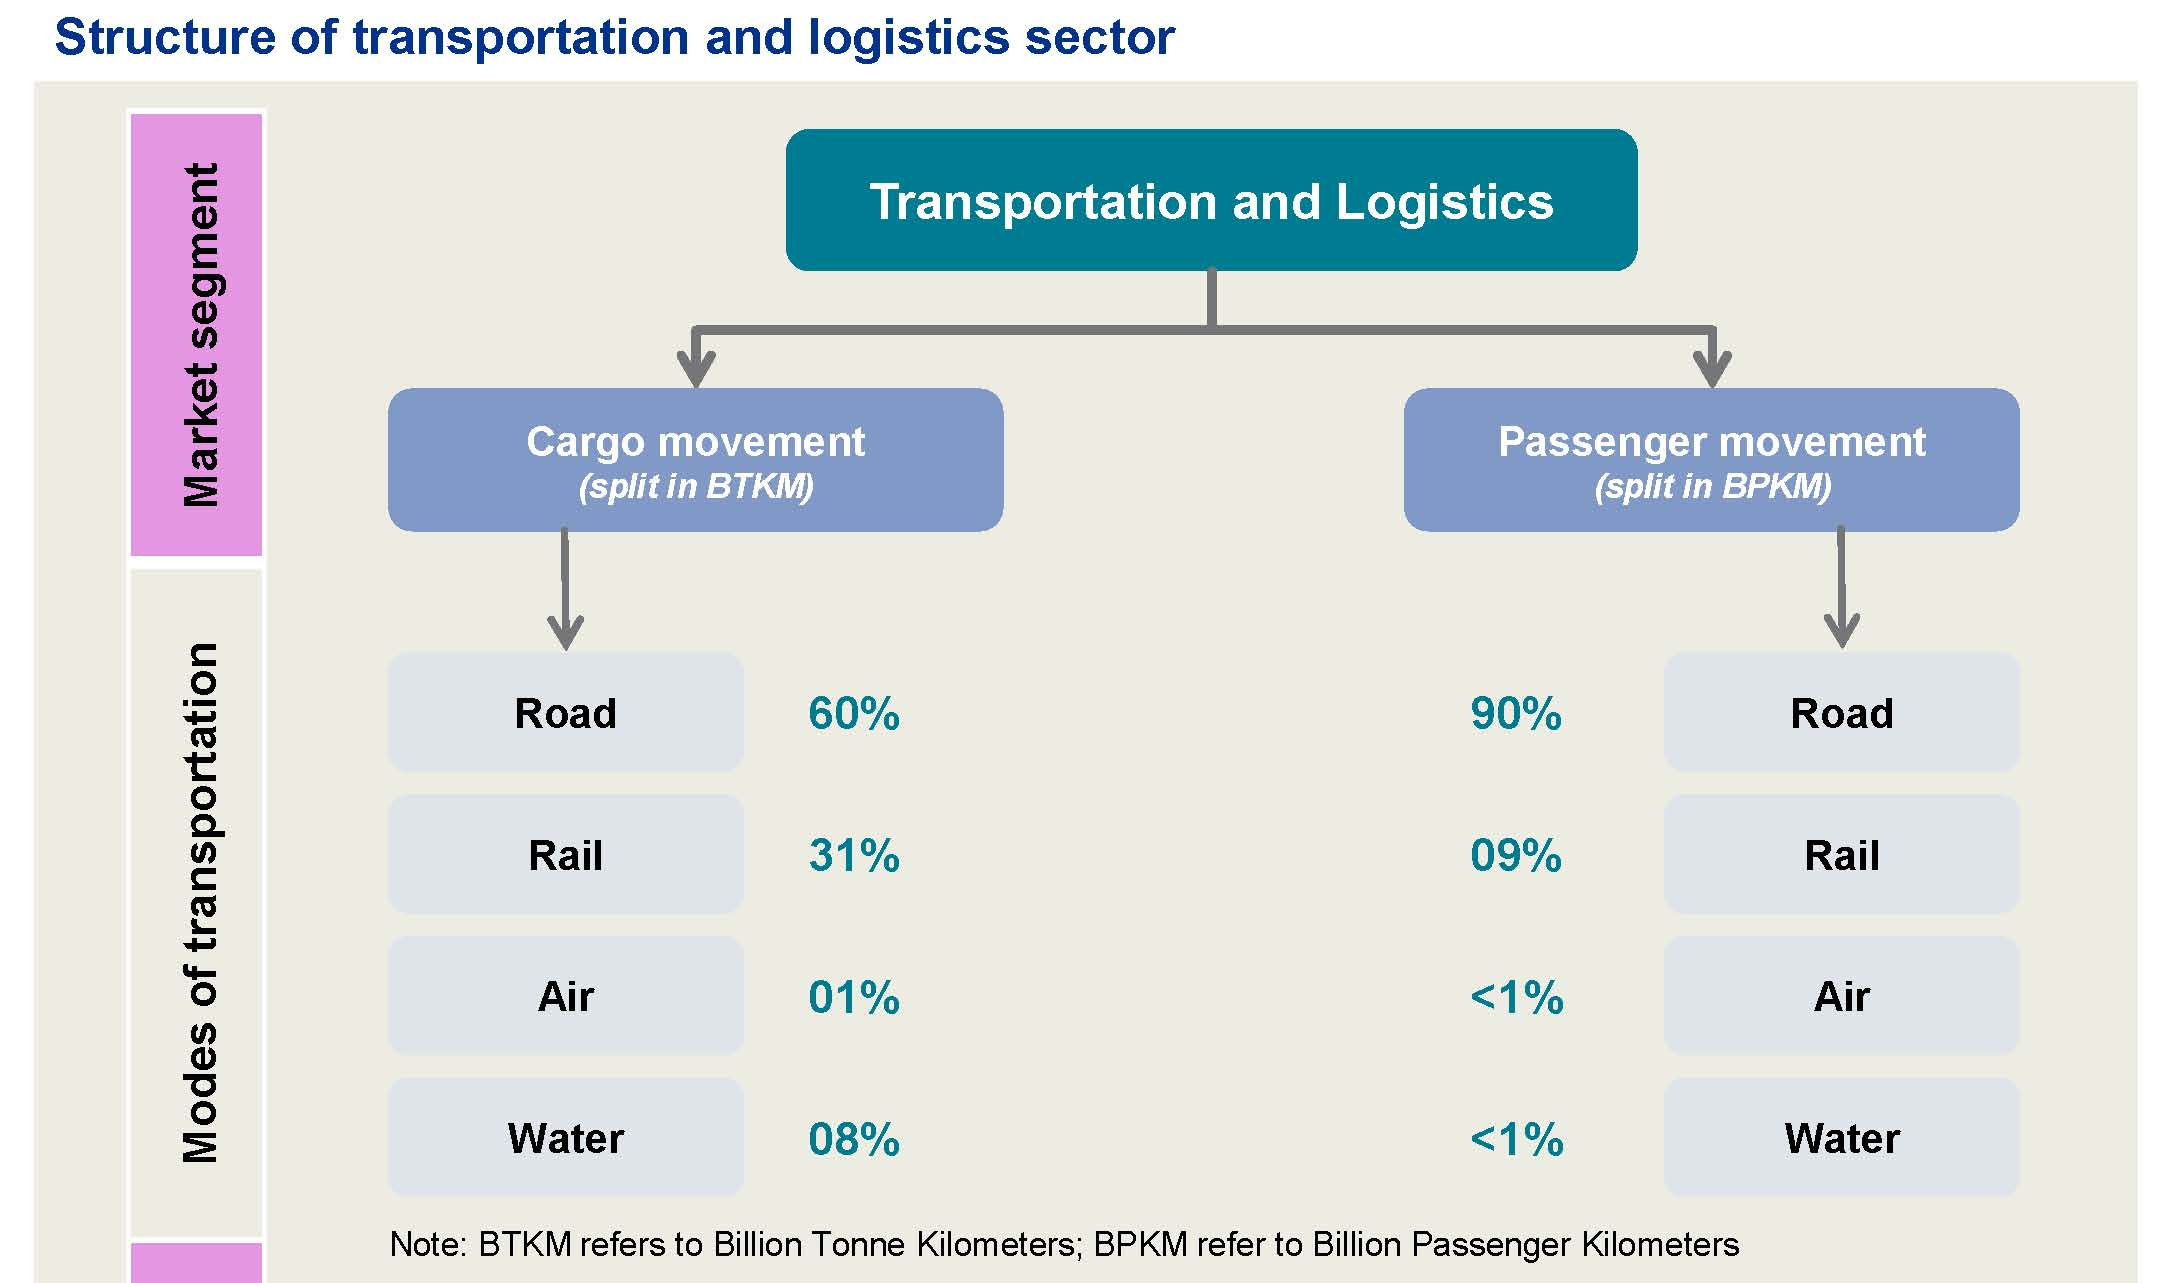 Structure of transportation and logistics sector
Market segment
Transportation and Logistics
Cargo movement
(split in BTKM)
Passenger movement
(split in BPKM)
Modes of transportation
Road
60%
90%
Road
Rail
31%
09%
Rail
Air
01%
<1%
Air
Water
08%
<1%
Water
Note: BTKM refers to Billion Tonne Kilometers; BPKM refer to Billion Passenger Kilometers